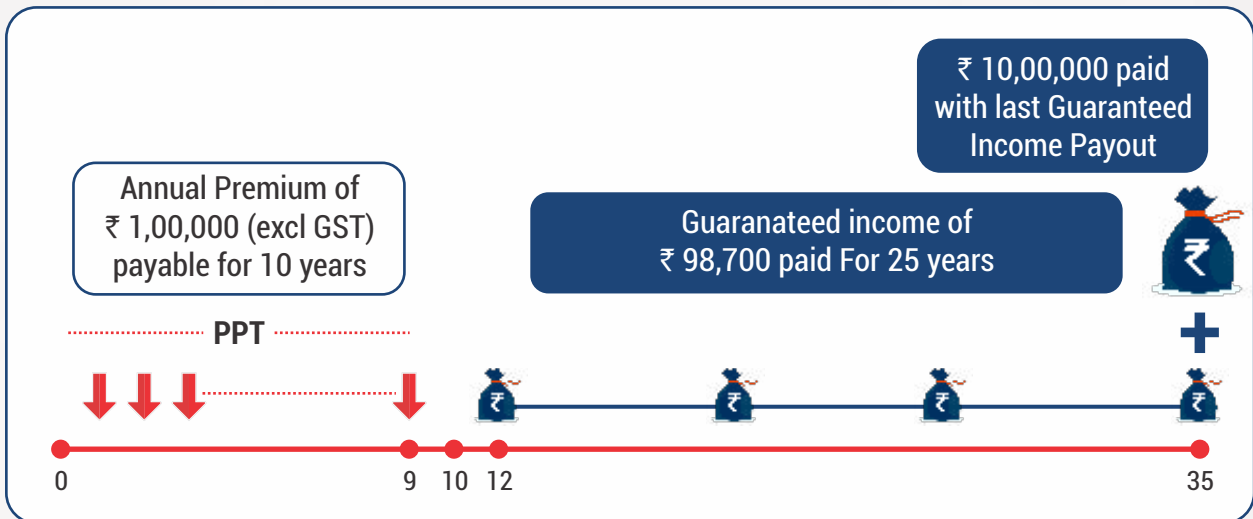 ₹ 10,00,000 paid
with last Guaranteed
Income Payout
Annual Premium of
₹ 1,00,000 (excl GST)
payable for 10 years
Guaranateed income of
₹ 98,700 paid For 25 years
₹
PPT
+
₹ ₹ ₹ ₹
0 9 10 12 35